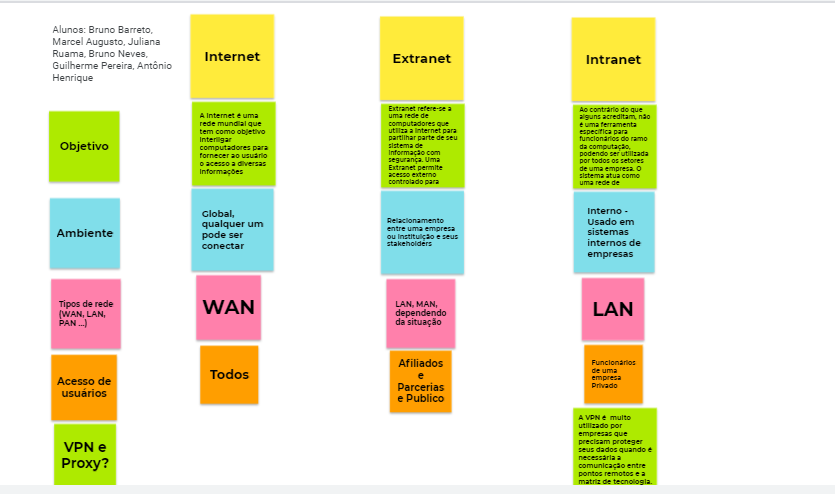 Alunos: Bruno Barreto,
Marcel Augusto, Juliana
Ruama, Bruno Neves,
Guilherme Pereira, Antônio
Henrique
Internet
Extranet
Intranet
Objetivo
A Internet é uma
rede mundial que
tem como objetivo
interligar
computadores para
fornecer ao usuário
o acesso a diversas
informações
Extranet refere-se a
uma rede de
computadores que
utiliza a Internet para
partilhar parte de seu
sistema de
informação com
segurança. Uma
Extranet permite
acesso externo
controlado para
Ao contrário do que
alguns acreditam, não
é uma ferramenta
específica para
funcionários do ramo
da computação,
podendo ser utilizada
por todos os setores
de uma empresa. O
sistema atua como
uma rede de
Ambiente
Global,
qualquer um
pode ser
conectar
Relacionamento
entre uma empresa
ou instituição e seus
stakeholders
Interno -
Usado em
sistemas
internos de
empresas
Tipos de rede
(WAN, LAN,
PAN ...)
WAN
LAN, MAN,
dependendo
da situação
LAN
Acesso de
usuários
Todos
Afiliados
e
Parcerias
e Publico
Funcionários
de uma
empresa
Privado
VPN e
Proxy?
A VPN é muito
utilizado por
empresas que
precisam proteger
seus dados quando é
necessária a
comunicação entre
pontos remotos e a
matriz de tecnologia.